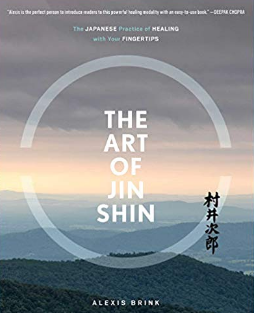 "Alexis is the perfect person to introduce readers to this powerful healing modality with an easy-to-use book." —DEEPAK CHOPRA
The JAPANESE Practice of HEALING
with Your FINGERTIPS
THE
ART
OF
JIN
SHIN
村井次郎
ALEXIS BRINK